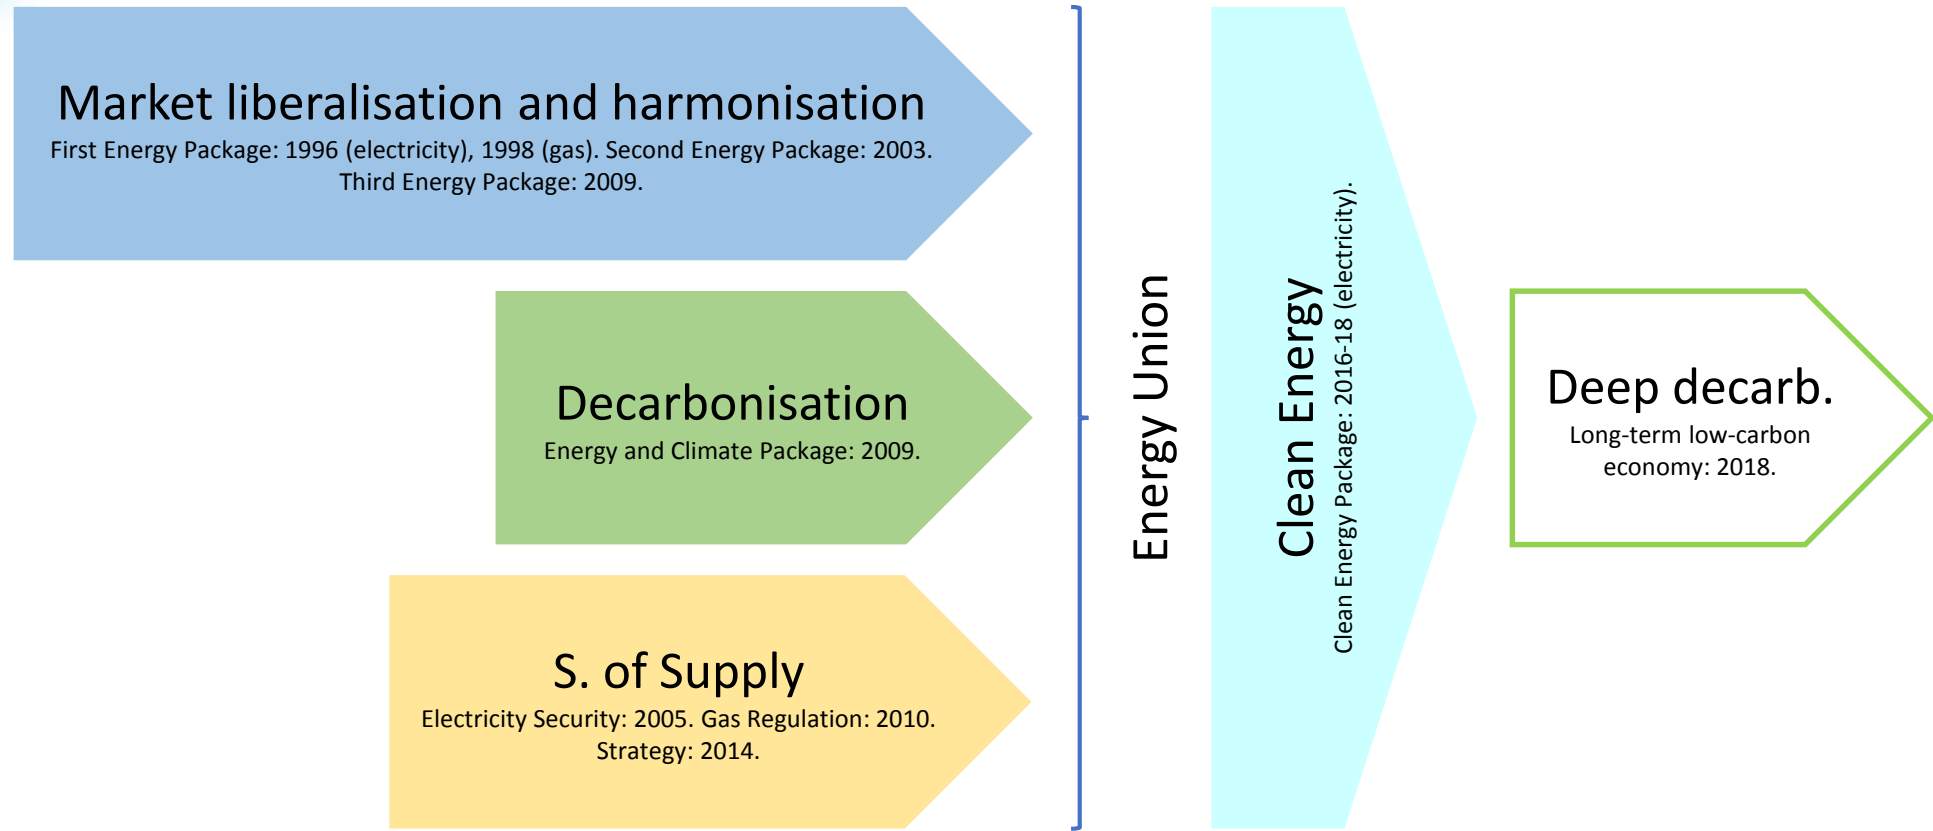 Market liberalisation and harmonisation
First Energy Package: 1996 (electricity), 1998 (gas). Second Energy Package: 2003.
Third Energy Package: 2009.
Decarbonisation
Energy and Climate Package: 2009.
S. of Supply
Electricity Security: 2005. Gas Regulation: 2010.
Strategy: 2014.
Energy Union
Clean Energy
Clean Energy Package: 2016-18 (electricity).
Deep decarb.
Long-term low-carbon
economy: 2018.